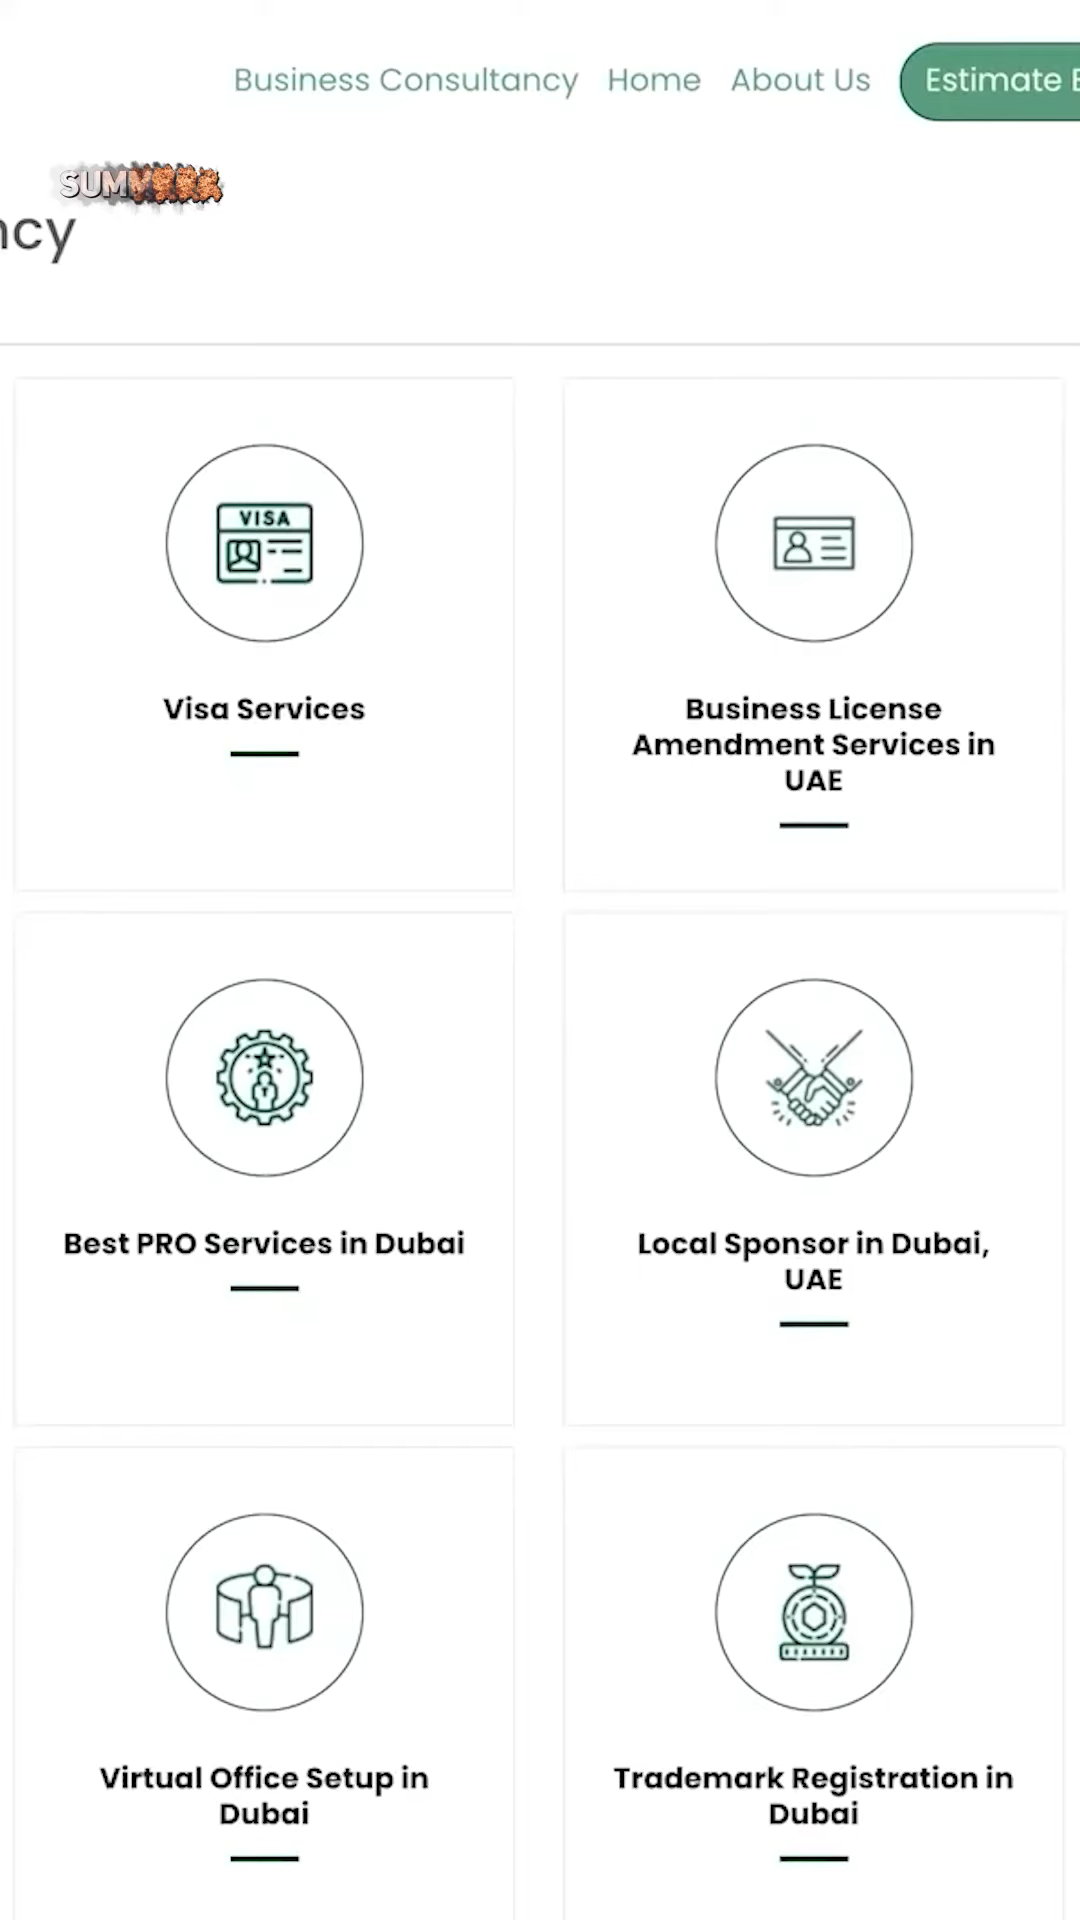 Business Consultancy Home About Us Estimate
SUMM
ncy
VISA
Visa Services
Business License
Amendment Services in
UAE
Best PRO Services in Dubai
Local Sponsor in Dubai,
UAE
Virtual Office Setup in
Dubai
Trademark Registration in
Dubai